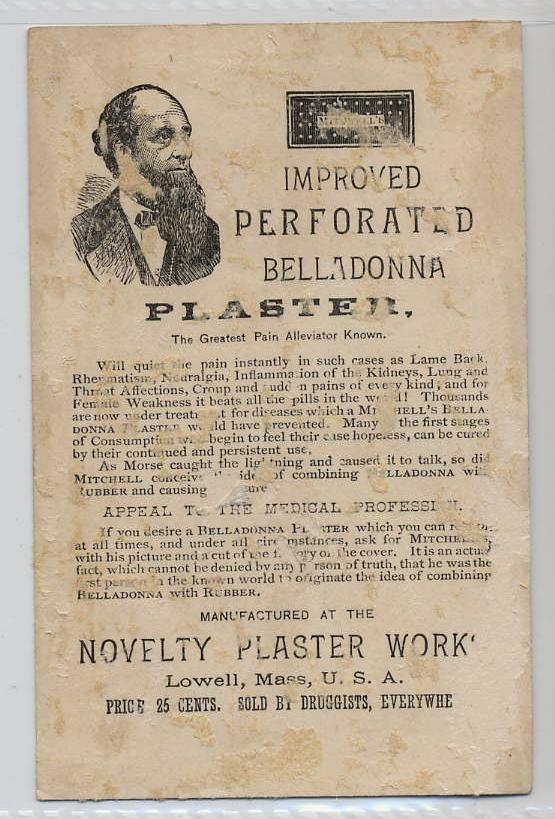 MITCHELL'S
IMPROVED
PERFORATED
BELLADONNA
PLASTER,
The Greatest Pain Alleviator Known.
Will quiet the pain instantly in such cases as Lame Back,
Rheumatism, Neuralgia, Inflammation of the Kidneys, Lung and
Throat Affections, Croup and sudden pains of every kind; and for
Female Weakness it beats all the pills in the world! Thousands
are now under treatment for diseases which a MITCHELL'S BELLA-
DONNA PLASTER would have prevented. Many the first stages
of Consumption will begin to feel their case hopeless, can be cured
by their continued and persistent use.
As Morse caught the lightning and caused it to talk, so did
MITCHELL conceive idea of combining BELLADONNA with
RUBBER and causing
APPEAL TO THE MEDICAL PROFESSION.
If you desire a BELLADONNA PLASTER which you can rely on,
at all times, and under all circumstances, ask for MITCHELL'S,
with his picture and a cut of the factory on the cover. It is an actual
fact, which cannot be denied by any person of truth, that he was the
first person in the known world to originate the idea of combining
BELLADONNA with RUBBER.
MANUFACTURED AT THE
NOVELTY PLASTER WORKS
Lowell, Mass, U. S. A.
PRICE 25 CENTS. SOLD BY DRUGGISTS, EVERYWHE